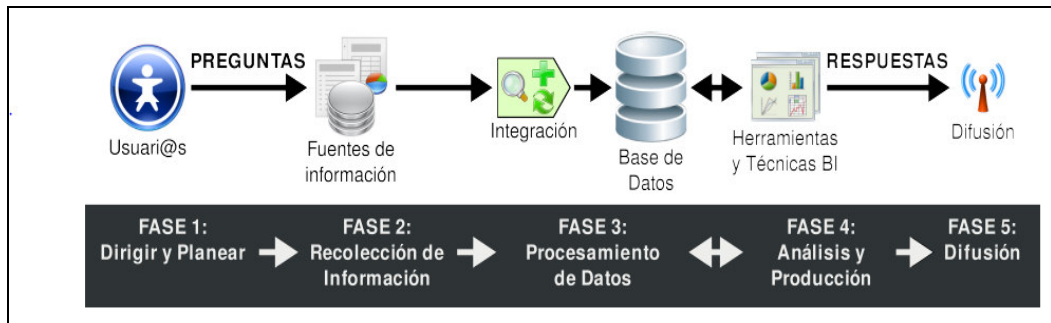 PREGUNTAS
RESPUESTAS
Usuari@s
Fuentes de
información
Integración
Base de
Datos
Herramientas
y Técnicas BI
Difusión
FASE 1:
Dirigir y Planear
FASE 2:
Recolección de
Información
FASE 3:
Procesamiento
de Datos
FASE 4:
Análisis y
Producción
FASE 5:
Difusión